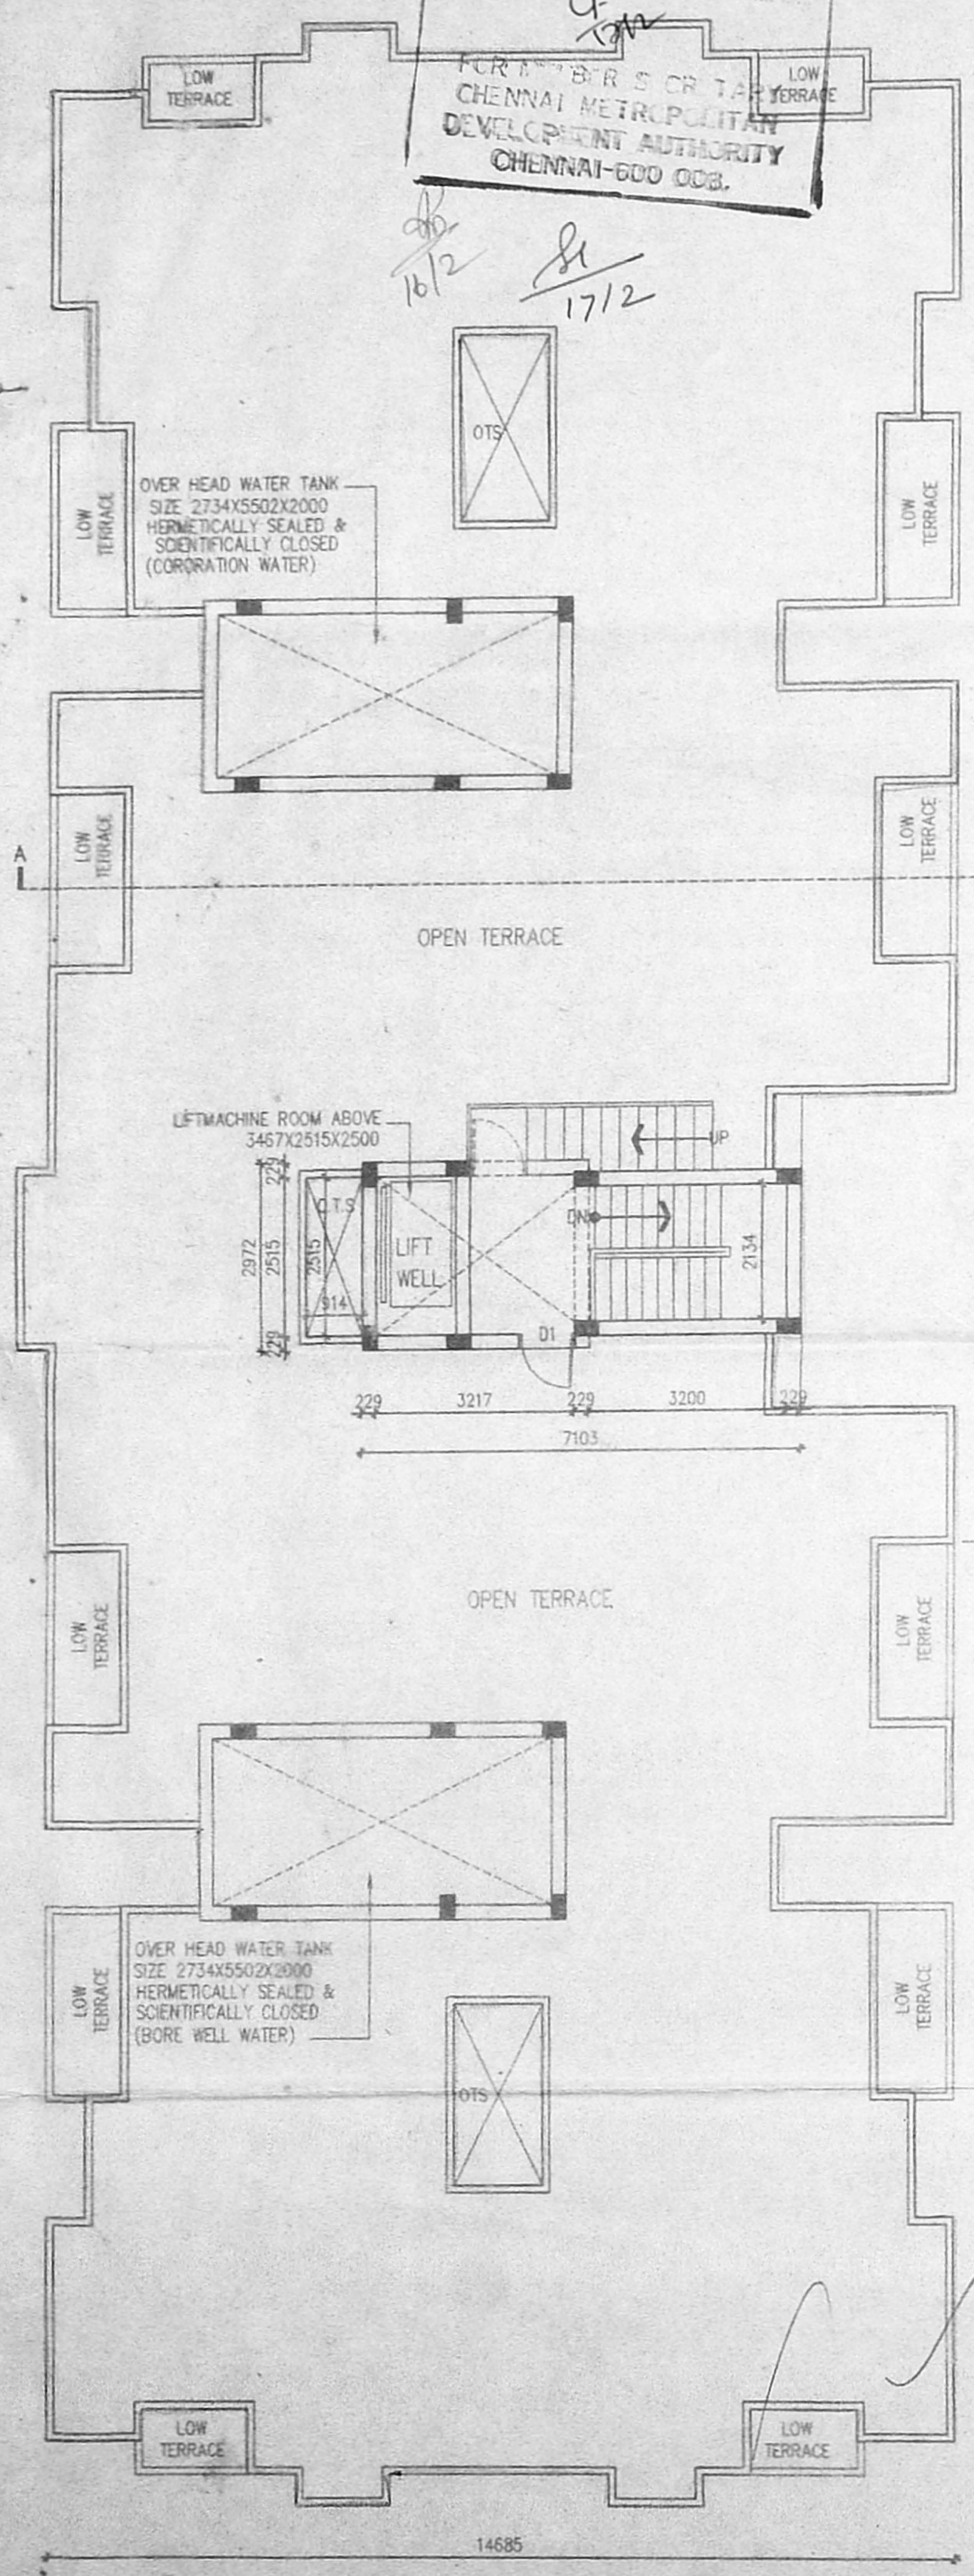 LOW
TERRACE
LOW
TERRACE
CHENNAI METROPOLITAN
DEVELOPMENT AUTHORITY
CHENNAI-600 008.
16/2
17/2
OTS
OVER HEAD WATER TANK
SIZE 2734X5502X2000
HERMETICALLY SEALED &
SCIENTIFICALLY CLOSED
(CORORATION WATER)
LOW
TERRACE
LOW
TERRACE
LOW
TERRACE
LOW
TERRACE
A
OPEN TERRACE
LIFTMACHINE ROOM ABOVE
3467X2515X2500
UP
229
2972
2515
229
O.T.S
2515
914
LIFT
WELL
DN
2134
D1
229
3217
229
3200
229
7103
OPEN TERRACE
LOW
TERRACE
LOW
TERRACE
OVER HEAD WATER TANK
SIZE 2734X5502X2000
HERMETICALLY SEALED &
SCIENTIFICALLY CLOSED
(BORE WELL WATER)
LOW
TERRACE
LOW
TERRACE
OTS
LOW
TERRACE
LOW
TERRACE
14685